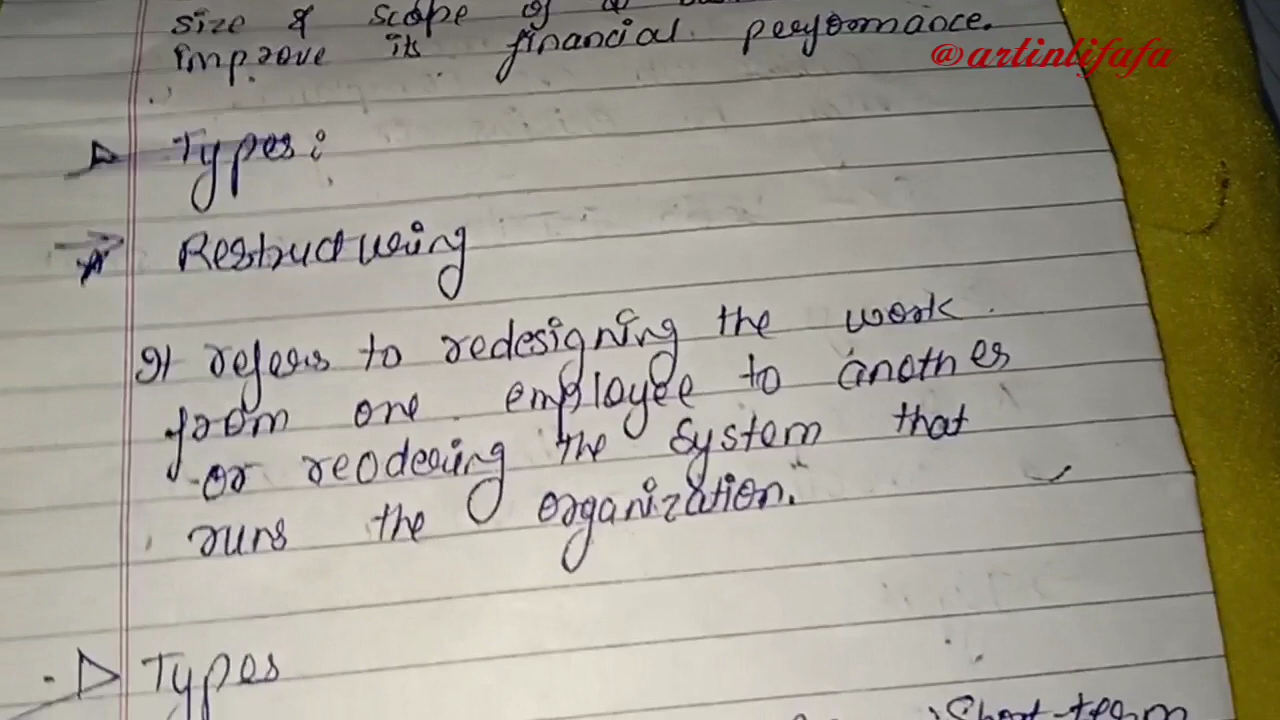 size & scope of a
improve its financial performance.
@artinlifafa
Types:
Restructuring
It refers to redesigning the work
from one employee to another
or reodering the system that
runs the organization.
Types
Short-term